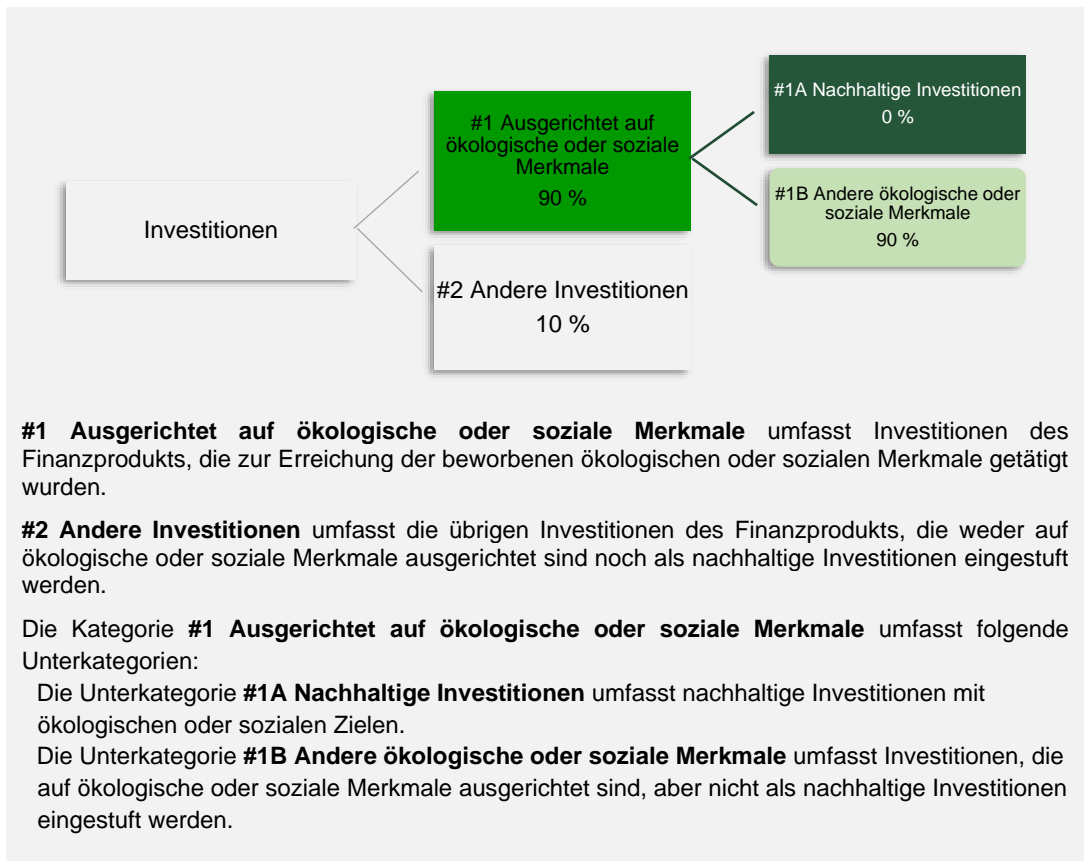 Investitionen
#1 Ausgerichtet auf
ökologische oder soziale
Merkmale
90 %
#2 Andere Investitionen
10 %
#1A Nachhaltige Investitionen
0 %
#1B Andere ökologische oder
soziale Merkmale
90 %
#1 Ausgerichtet auf ökologische oder soziale Merkmale umfasst Investitionen des
Finanzprodukts, die zur Erreichung der beworbenen ökologischen oder sozialen Merkmale getätigt
wurden.
#2 Andere Investitionen umfasst die übrigen Investitionen des Finanzprodukts, die weder auf
ökologische oder soziale Merkmale ausgerichtet sind noch als nachhaltige Investitionen eingestuft
werden.
Die Kategorie #1 Ausgerichtet auf ökologische oder soziale Merkmale umfasst folgende
Unterkategorien:
Die Unterkategorie #1A Nachhaltige Investitionen umfasst nachhaltige Investitionen mit
ökologischen oder sozialen Zielen.
Die Unterkategorie #1B Andere ökologische oder soziale Merkmale umfasst Investitionen, die
auf ökologische oder soziale Merkmale ausgerichtet sind, aber nicht als nachhaltige Investitionen
eingestuft werden.